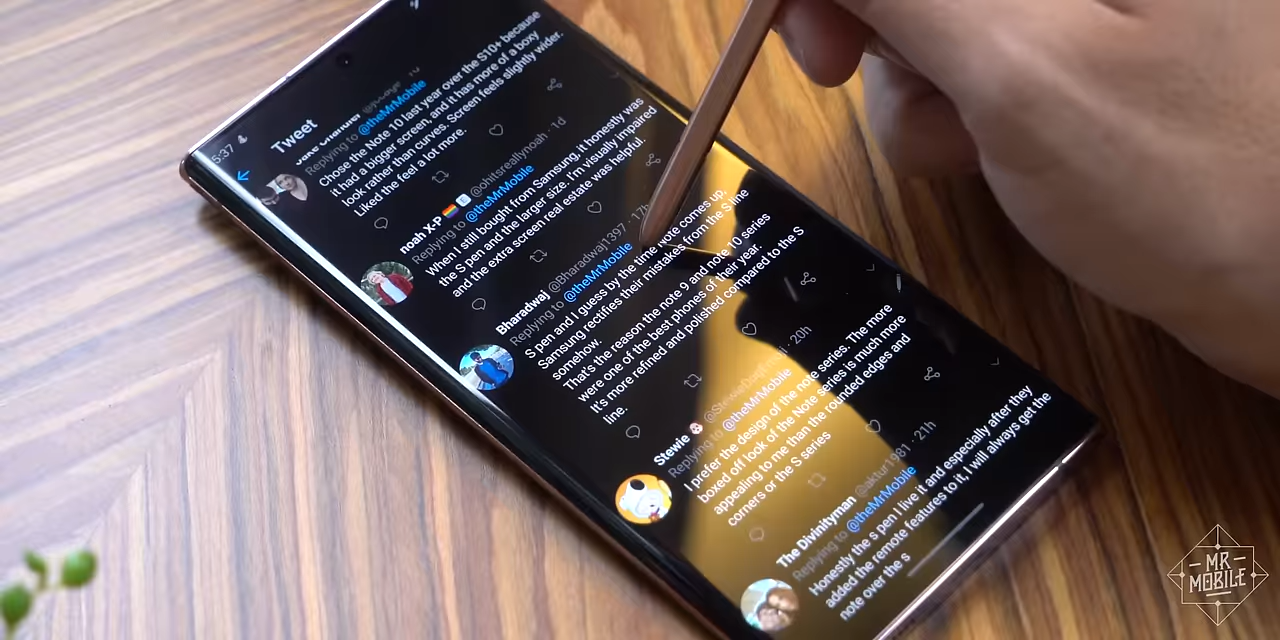 5:37
Tweet
Replying to @theMrMobile
Chose the Note 10 last year over the S10+ because
it had a bigger screen, and it has more of a boxy
look rather than curves. Screen feels slightly wider.
Liked the feel a lot more.
noah X-P @ohitsreallynoah · 1d
Replying to @theMrMobile
When I still bought from Samsung, it honestly was
the S Pen and the larger size. I'm visually impaired
and the extra screen real estate was helpful.
Bharadwaj @Bharadwaj1397 · 17h
Replying to @theMrMobile
S pen and I guess by the time Note comes up,
Samsung rectifies their mistakes from the S line
somehow.
That's the reason the note 9 and note 10 series
were one of the best phones of their year.
It's more refined and polished compared to the S
line.
Stewie · 20h
Replying to @theMrMobile
I prefer the design of the note series. The more
boxed off look of the Note series is much more
appealing to me than the rounded edges and
corners or the S series
The Divinityman @aktur1981 · 21h
Replying to @theMrMobile
Honestly the s pen I live it and especially after they
added the remote features to it, I will always get the
note over the s
MR
MOBILE